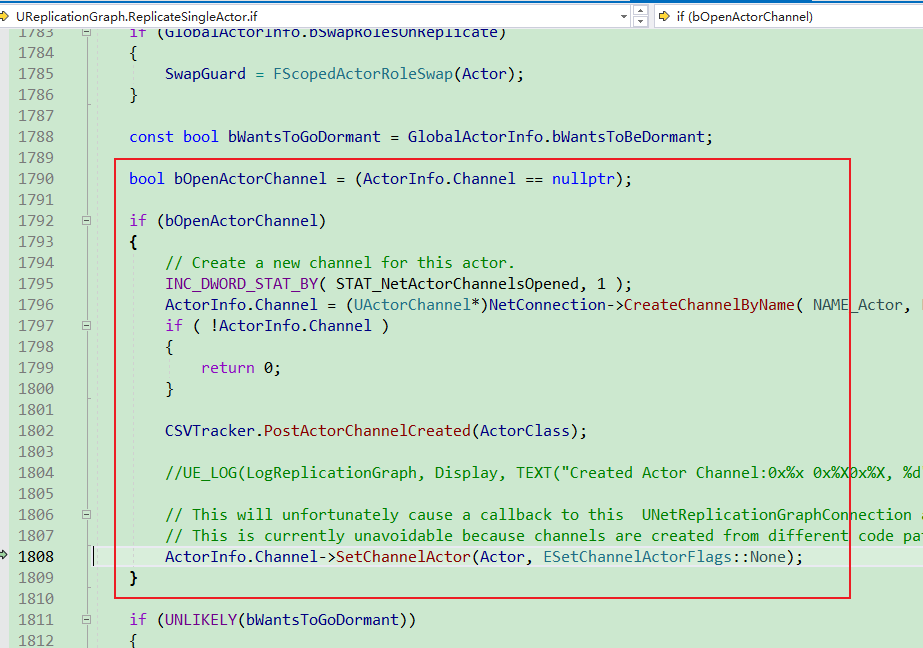 UReplicationGraph.ReplicateSingleActor.if
if (bOpenActorChannel)
1783 if (GlobalActorInfo.bSwapRolesOnReplicate)
1784 {
1785 SwapGuard = FScopedActorRoleSwap(Actor);
1786 }
1787
1788 const bool bWantsToGoDormant = GlobalActorInfo.bWantsToBeDormant;
1789
1790 bool bOpenActorChannel = (ActorInfo.Channel == nullptr);
1791
1792 if (bOpenActorChannel)
1793 {
1794 // Create a new channel for this actor.
1795 INC_DWORD_STAT_BY( STAT_NetActorChannelsOpened, 1 );
1796 ActorInfo.Channel = (UActorChannel*)NetConnection->CreateChannelByName( NAME_Actor,
1797 if ( !ActorInfo.Channel )
1798 {
1799 return 0;
1800 }
1801
1802 CSVTracker.PostActorChannelCreated(ActorClass);
1803
1804 //UE_LOG(LogReplicationGraph, Display, TEXT("Created Actor Channel:0x%x 0x%X0x%X, %d
1805
1806 // This will unfortunately cause a callback to this  UNetReplicationGraphConnection
1807 // This is currently unavoidable because channels are created from different code
1808 ActorInfo.Channel->SetChannelActor(Actor, ESetChannelActorFlags::None);
1809 }
1810
1811 if (UNLIKELY(bWantsToGoDormant))
1812 {